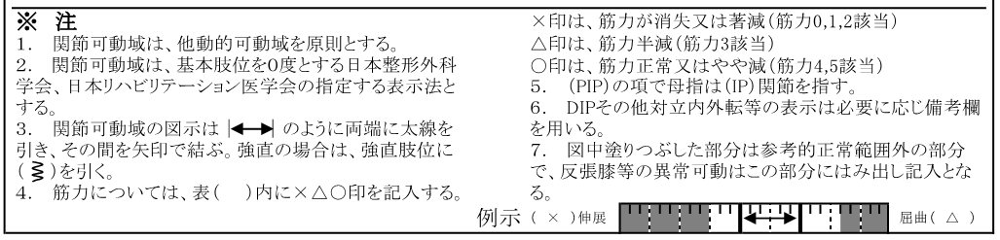 ※ 注
1. 関節可動域は、他動的可動域を原則とする。
2. 関節可動域は、基本肢位を0度とする日本整形外科
学会、日本リハビリテーション医学会の指定する表示法と
する。
3. 関節可動域の図示は |↔| のように両端に太線を
引き、その間を矢印で結ぶ。強直の場合は、強直肢位に
( )を引く。
4. 筋力については、表( )内に×△○印を記入する。
×印は、筋力が消失又は著減(筋力0,1,2該当)
△印は、筋力半減(筋力3該当)
○印は、筋力正常又はやや減(筋力4,5該当)
5. (PIP)の項で母指は(IP)関節を指す。
6. DIPその他対立内外転等の表示は必要に応じ備考欄
を用いる。
7. 図中塗りつぶした部分は参考的正常範囲外の部分
で、反張膝等の異常可動はこの部分にはみ出し記入とな
る。
例示 ( × )伸展 屈曲( △ )